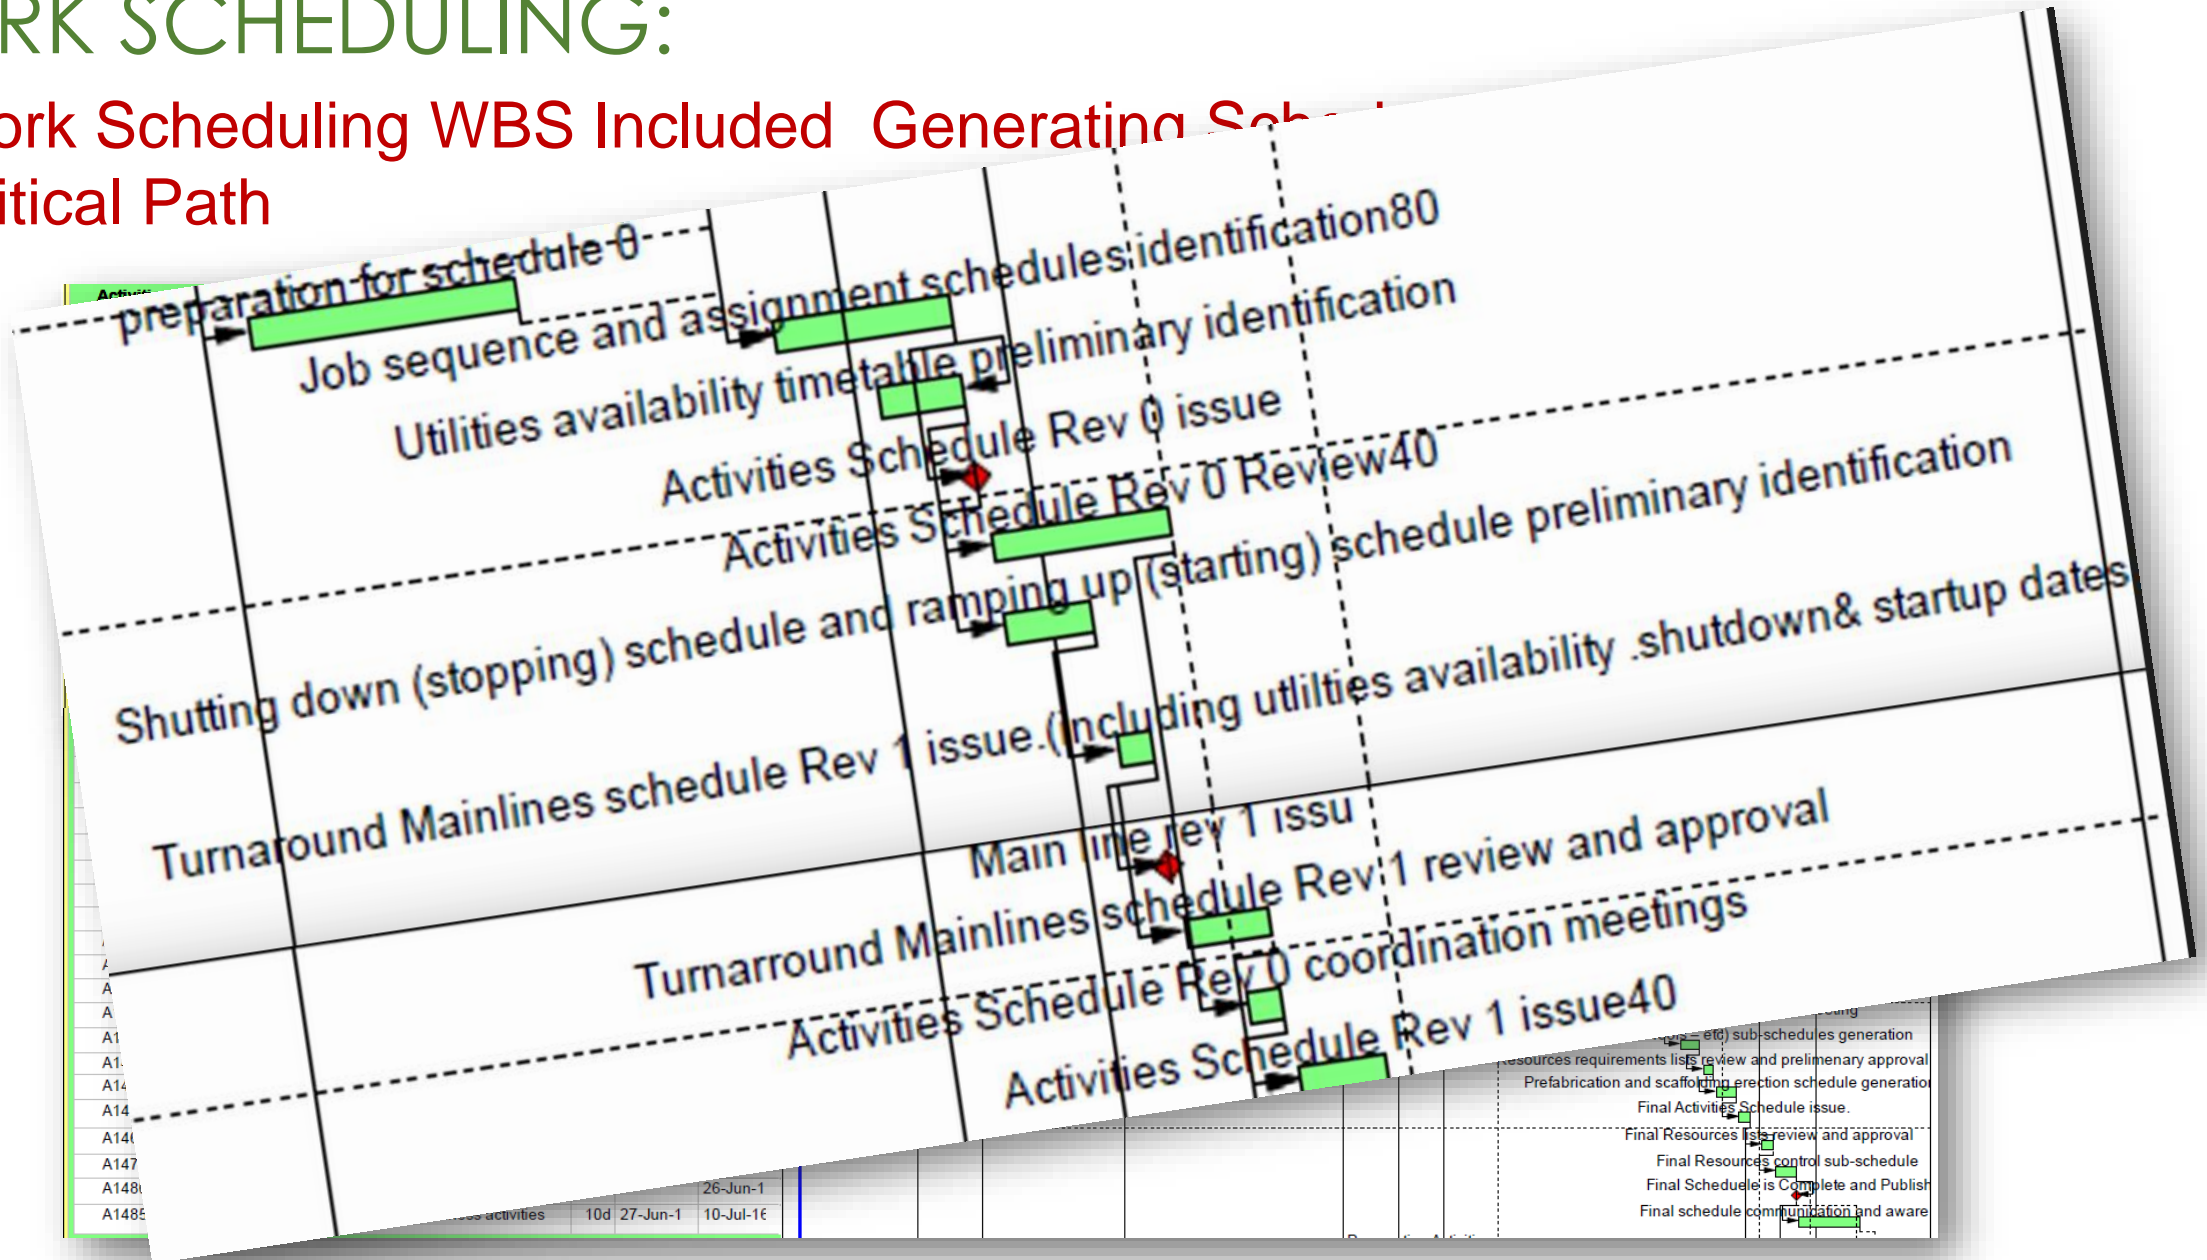 RK SCHEDULING:
ork Scheduling WBS Included Generating
itical Path
preparation for schedule 0
Job sequence and assignment schedules identification80
Utilities availability timetable preliminary identification
Activities Schedule Rev 0 issue
Activities Schedule Rev 0 Review40
Shutting down (stopping) schedule and ramping up (starting) schedule preliminary identification
Turnaround Mainlines schedule Rev 1 issue.(including utlilties availability .shutdown& startup dates
Main line rev 1 issu
Turnarround Mainlines schedule Rev 1 review and approval
Activities Schedule Rev 0 coordination meetings
Activities Schedule Rev 1 issue40
etd) sub-schedules generation
esources requirements lists review and prelimenary approval
Prefabrication and scaffolding erection schedule generation
Final Activities Schedule issue.
Final Resources lists review and approval
A147 Final Resources control sub-schedule
26-Jun-1 Final Scheduele is Complete and Publish
A1485 activities 10d 27-Jun-1 10-Jul-16 Final schedule communication and aware